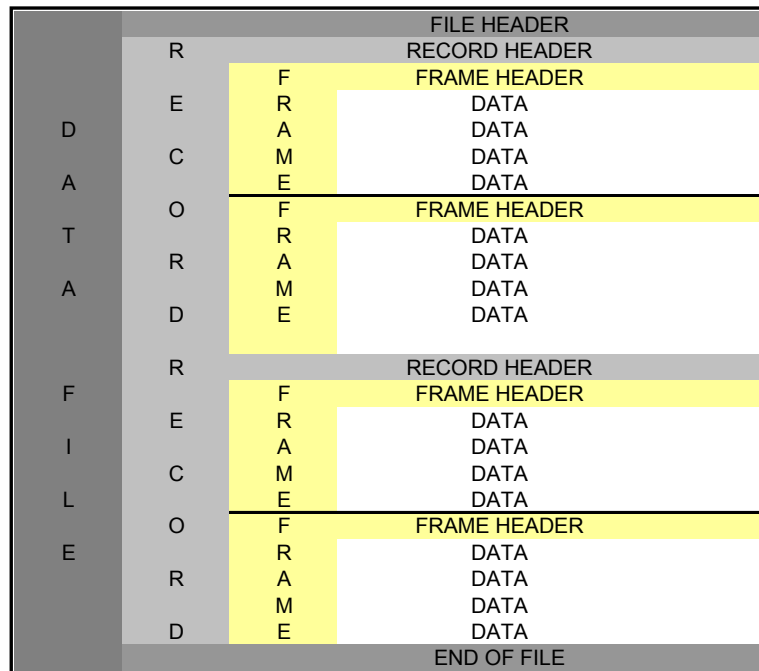 FILE HEADER
R RECORD HEADER
F FRAME HEADER
E R DATA
D A DATA
C M DATA
A E DATA
O F FRAME HEADER
T R DATA
R A DATA
A M DATA
D E DATA
R RECORD HEADER
F F FRAME HEADER
E R DATA
I A DATA
C M DATA
L E DATA
O F FRAME HEADER
E R DATA
R A DATA
M DATA
D E DATA
END OF FILE